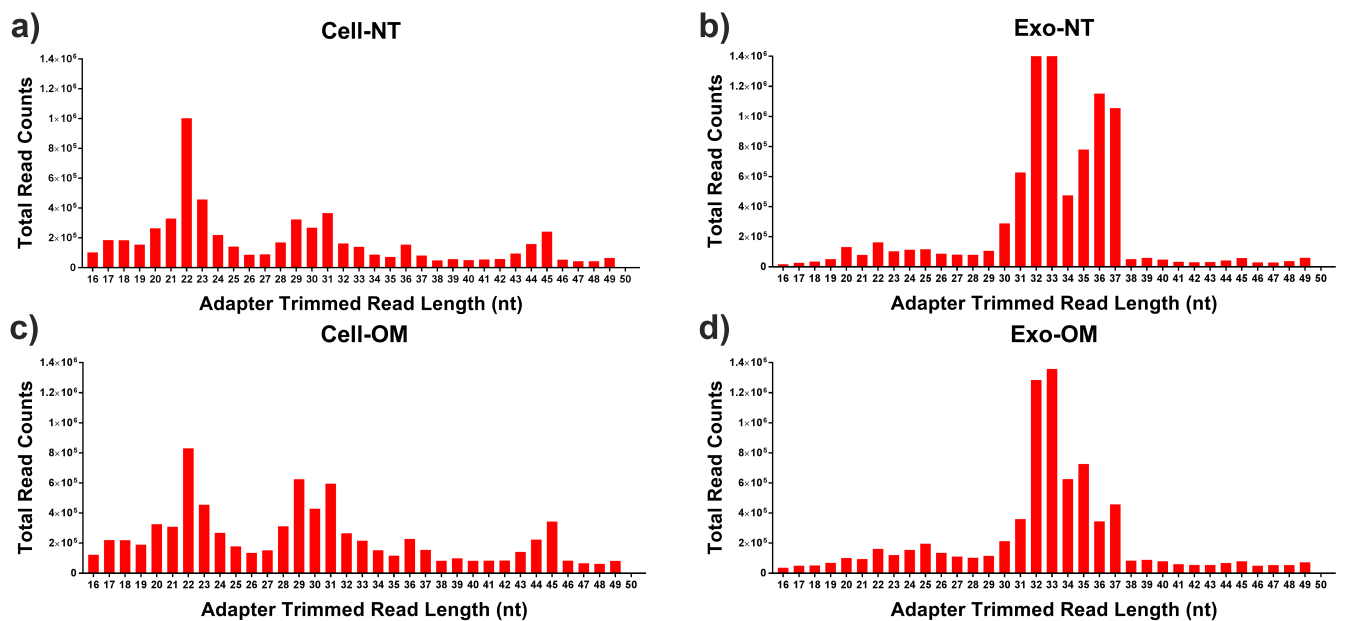 a)
Cell-NT
Total Read Counts
1.4×10⁶
1.2×10⁶
1×10⁶
8×10⁵
6×10⁵
4×10⁵
2×10⁵
0
16 17 18 19 20 21 22 23 24 25 26 27 28 29 30 31 32 33 34 35 36 37 38 39 40 41 42 43 44 45 46 47 48 49 50
Adapter Trimmed Read Length (nt)
b)
Exo-NT
Total Read Counts
1.4×10⁶
1.2×10⁶
1×10⁶
8×10⁵
6×10⁵
4×10⁵
2×10⁵
0
16 17 18 19 20 21 22 23 24 25 26 27 28 29 30 31 32 33 34 35 36 37 38 39 40 41 42 43 44 45 46 47 48 49 50
Adapter Trimmed Read Length (nt)
c)
Cell-OM
Total Read Counts
1.4×10⁶
1.2×10⁶
1×10⁶
8×10⁵
6×10⁵
4×10⁵
2×10⁵
0
16 17 18 19 20 21 22 23 24 25 26 27 28 29 30 31 32 33 34 35 36 37 38 39 40 41 42 43 44 45 46 47 48 49 50
Adapter Trimmed Read Length (nt)
d)
Exo-OM
Total Read Counts
1.4×10⁶
1.2×10⁶
1×10⁶
8×10⁵
6×10⁵
4×10⁵
2×10⁵
0
16 17 18 19 20 21 22 23 24 25 26 27 28 29 30 31 32 33 34 35 36 37 38 39 40 41 42 43 44 45 46 47 48 49 50
Adapter Trimmed Read Length (nt)